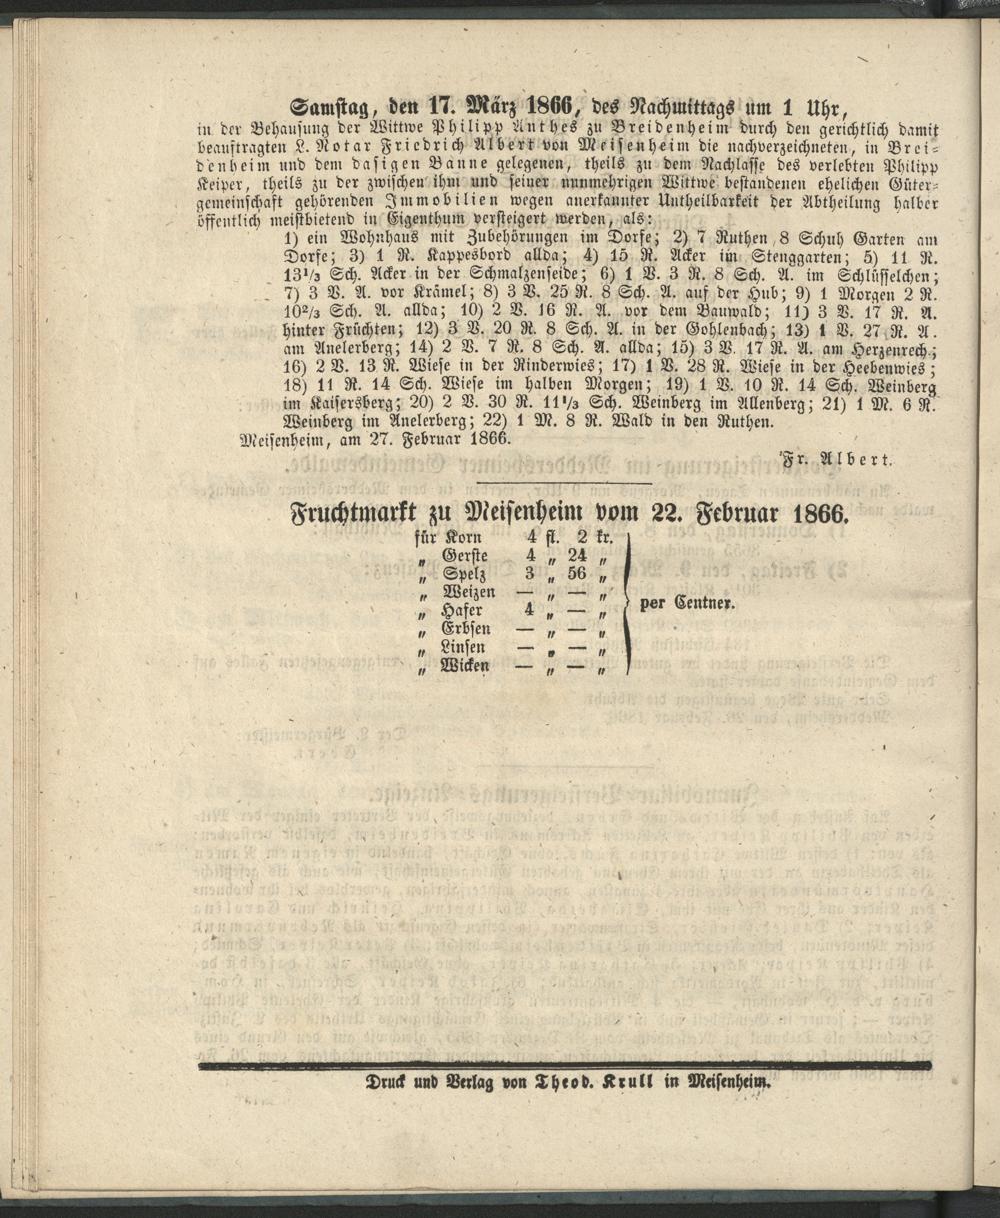 Samstag, den 17. März 1866, des Nachmittags um 1 Uhr,
in der Behausung der Wittwe Philipp Anthes zu Breidenheim durch den gerichtlich damit
beauftragten L. Notar Friedrich Albert von Meisenheim die nachverzeichneten, in Brei-
denheim und dem dasigen Banne gelegenen, theils zu dem Nachlasse des verlebten Philipp
Keiper, theils zu der zwischen ihm und seiner nunmehrigen Wittwe bestandenen ehelichen Güter-
gemeinschaft gehörenden Immobilien wegen anerkannter Untheilbarkeit der Abtheilung halber
öffentlich meistbietend in Eigenthum versteigert werden, als:
1) ein Wohnhaus mit Zubehörungen im Dorfe; 2) 7 Ruthen 8 Schuh Garten am
Dorfe; 3) 1 R. Kappesbord allda; 4) 15 R. Acker im Stenggarten; 5) 11 R.
13 1/3 Sch. Acker in der Schmalzenseide; 6) 1 V. 3 R. 8 Sch. A. im Schlüsselchen;
7) 3 V. A. vor Krämel; 8) 3 V. 25 R. 8 Sch. A. auf der Hub; 9) 1 Morgen 2 R.
10 2/3 Sch. A. allda; 10) 2 V. 16 R. A. vor dem Bauwald; 11) 3 V. 17 R. A.
hinter Früchten; 12) 3 V. 20 R. 8 Sch. A. in der Gohlenbach; 13) 1 V. 27 R. A.
am Anelerberg; 14) 2 V. 7 R. 8 Sch. A. allda; 15) 3 V. 17 R. A. am Herzenrech;
16) 2 V. 13 R. Wiese in der Rinderwies; 17) 1 V. 28 R. Wiese in der Heebenwies;
18) 11 R. 14 Sch. Wiese im halben Morgen; 19) 1 V. 10 R. 14 Sch. Weinberg
im Kaisersberg; 20) 2 V. 30 R. 11 1/3 Sch. Weinberg im Allenberg; 21) 1 M. 6 R.
Weinberg im Anelerberg; 22) 1 M. 8 R. Wald in den Ruthen.
Meisenheim, am 27. Februar 1866.
Fr. Albert.
Fruchtmarkt zu Meisenheim vom 22. Februar 1866.
für Korn 4 fl. 2 kr.
„ Gerste 4 „ 24 „
„ Spelz 3 „ 56 „
„ Weizen — „ — „
„ Hafer 4 „ — „ per Centner.
„ Erbsen — „ — „
„ Linsen — „ — „
„ Wicken — „ — „
Druck und Verlag von Theod. Krull in Meisenheim.